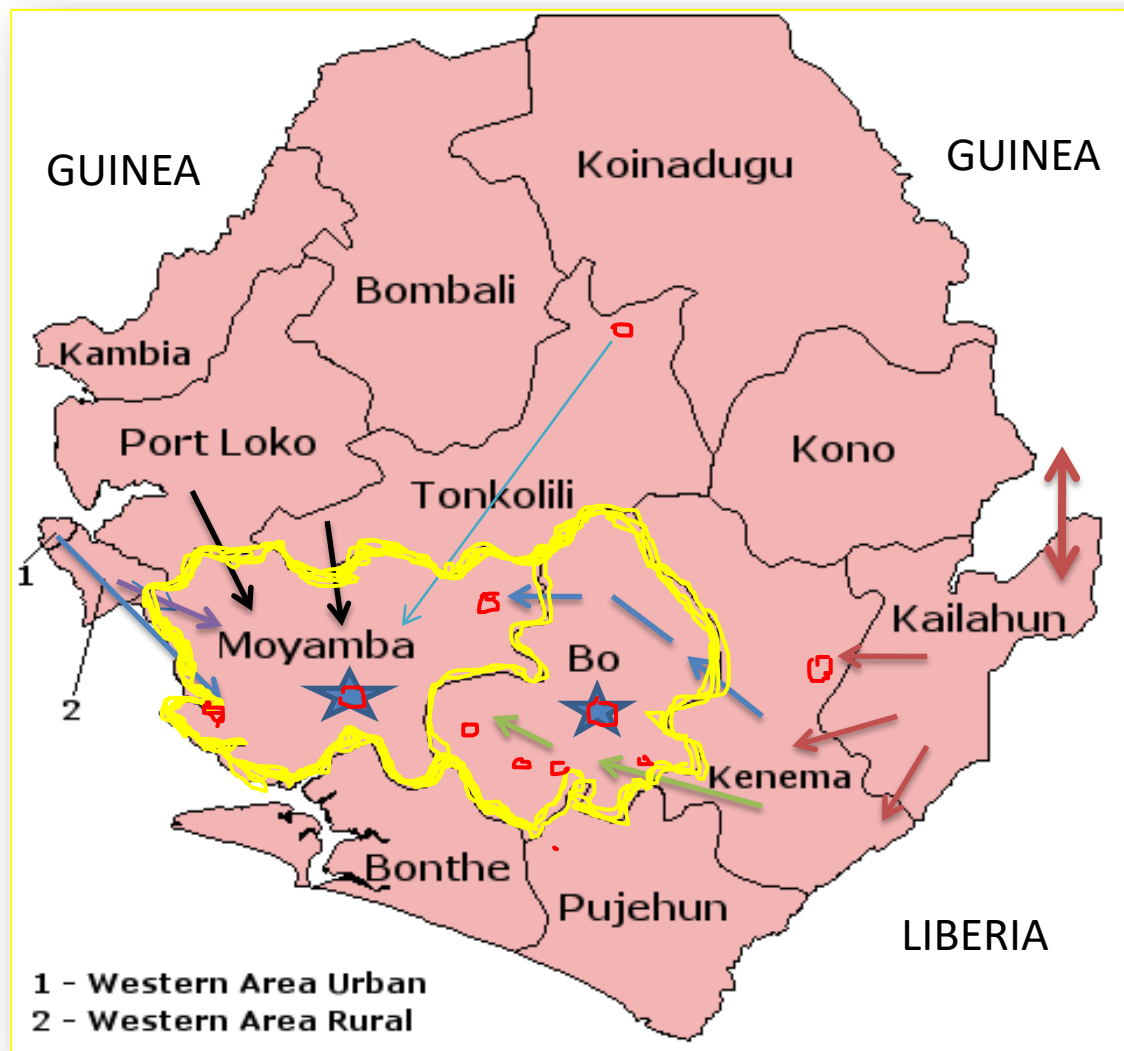 GUINEA
GUINEA
Koinadugu
Bombali
Kambia
Port Loko
Kono
Tonkolili
1
Kailahun
Moyamba
Bo
2
Kenema
Bonthe
Pujehun
LIBERIA
1 - Western Area Urban
2 - Western Area Rural